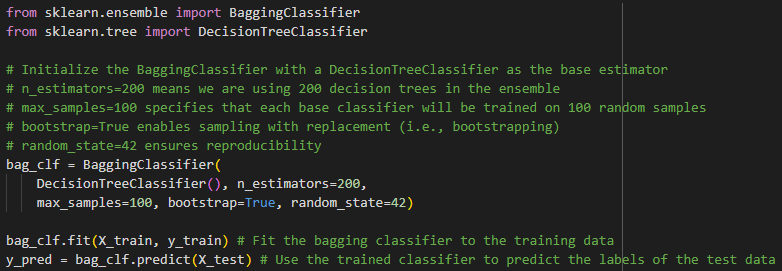 from sklearn.ensemble import BaggingClassifier
from sklearn.tree import DecisionTreeClassifier

# Initialize the BaggingClassifier with a DecisionTreeClassifier as the base estimator
# n_estimators=200 means we are using 200 decision trees in the ensemble
# max_samples=100 specifies that each base classifier will be trained on 100 random samples
# bootstrap=True enables sampling with replacement (i.e., bootstrapping)
# random_state=42 ensures reproducibility
bag_clf = BaggingClassifier(
    DecisionTreeClassifier(), n_estimators=200,
    max_samples=100, bootstrap=True, random_state=42)

bag_clf.fit(X_train, y_train) # Fit the bagging classifier to the training data
y_pred = bag_clf.predict(X_test) # Use the trained classifier to predict the labels of the test data